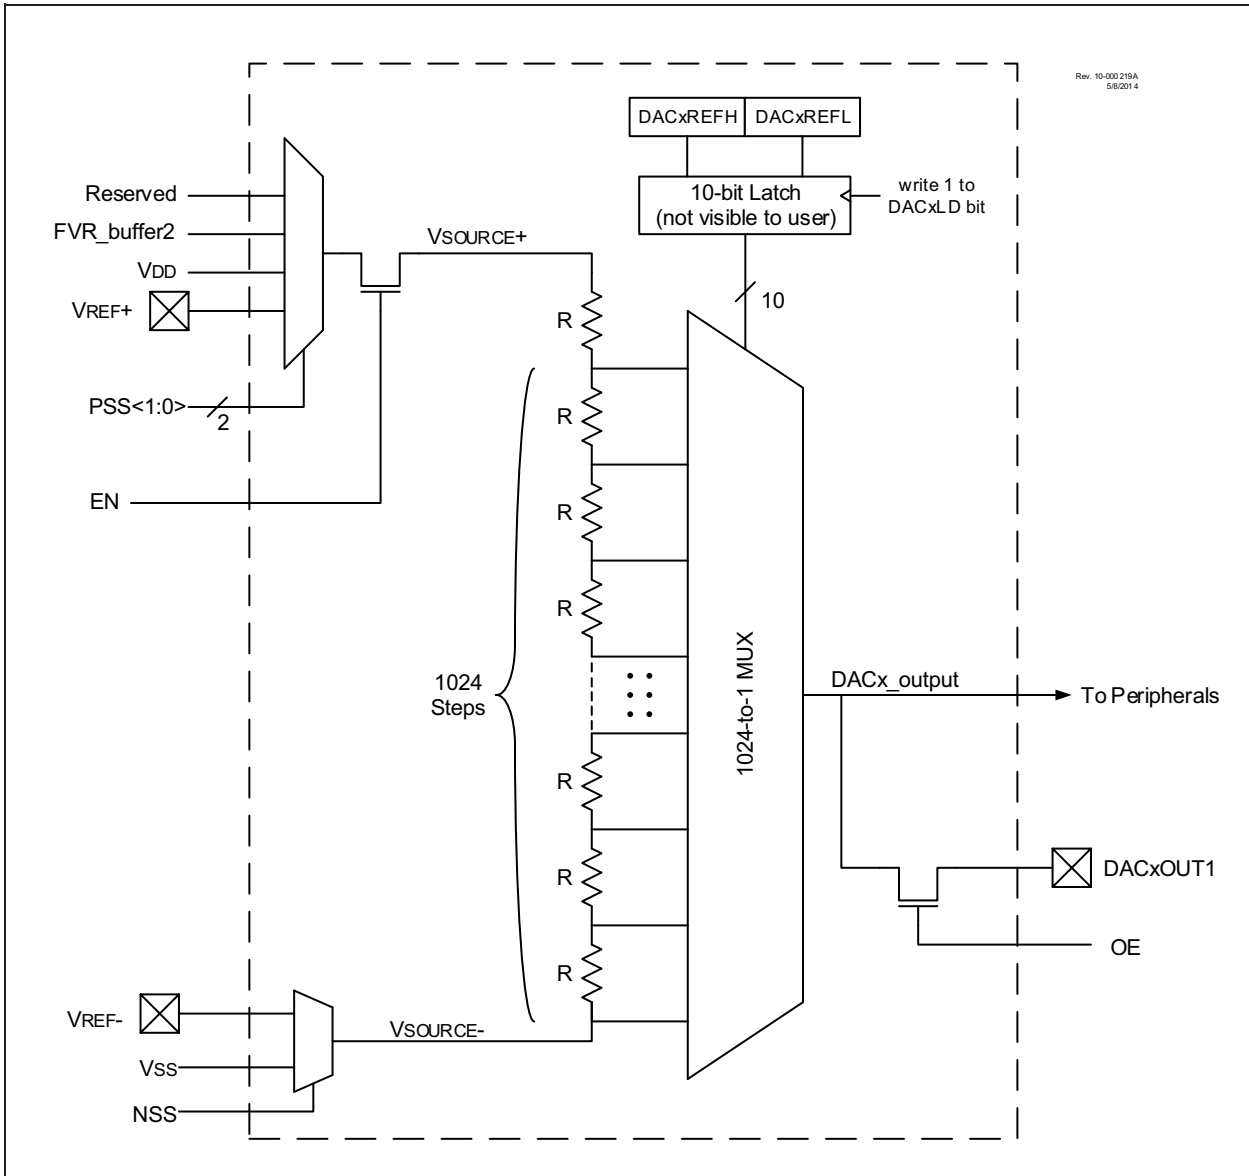 Rev. 10-000 219A
5/8/2014
DACxREFH DACxREFL
10-bit Latch
(not visible to user)
write 1 to
DACxLD bit
10
Reserved
FVR_buffer2
VDD
VREF+
PSS<1:0>
2
EN
VSOURCE+
R
R
R
R
1024
Steps
R
R
R
1024-to-1 MUX
DACx_output
To Peripherals
DACxOUT1
OE
VREF-
VSOURCE-
VSS
NSS